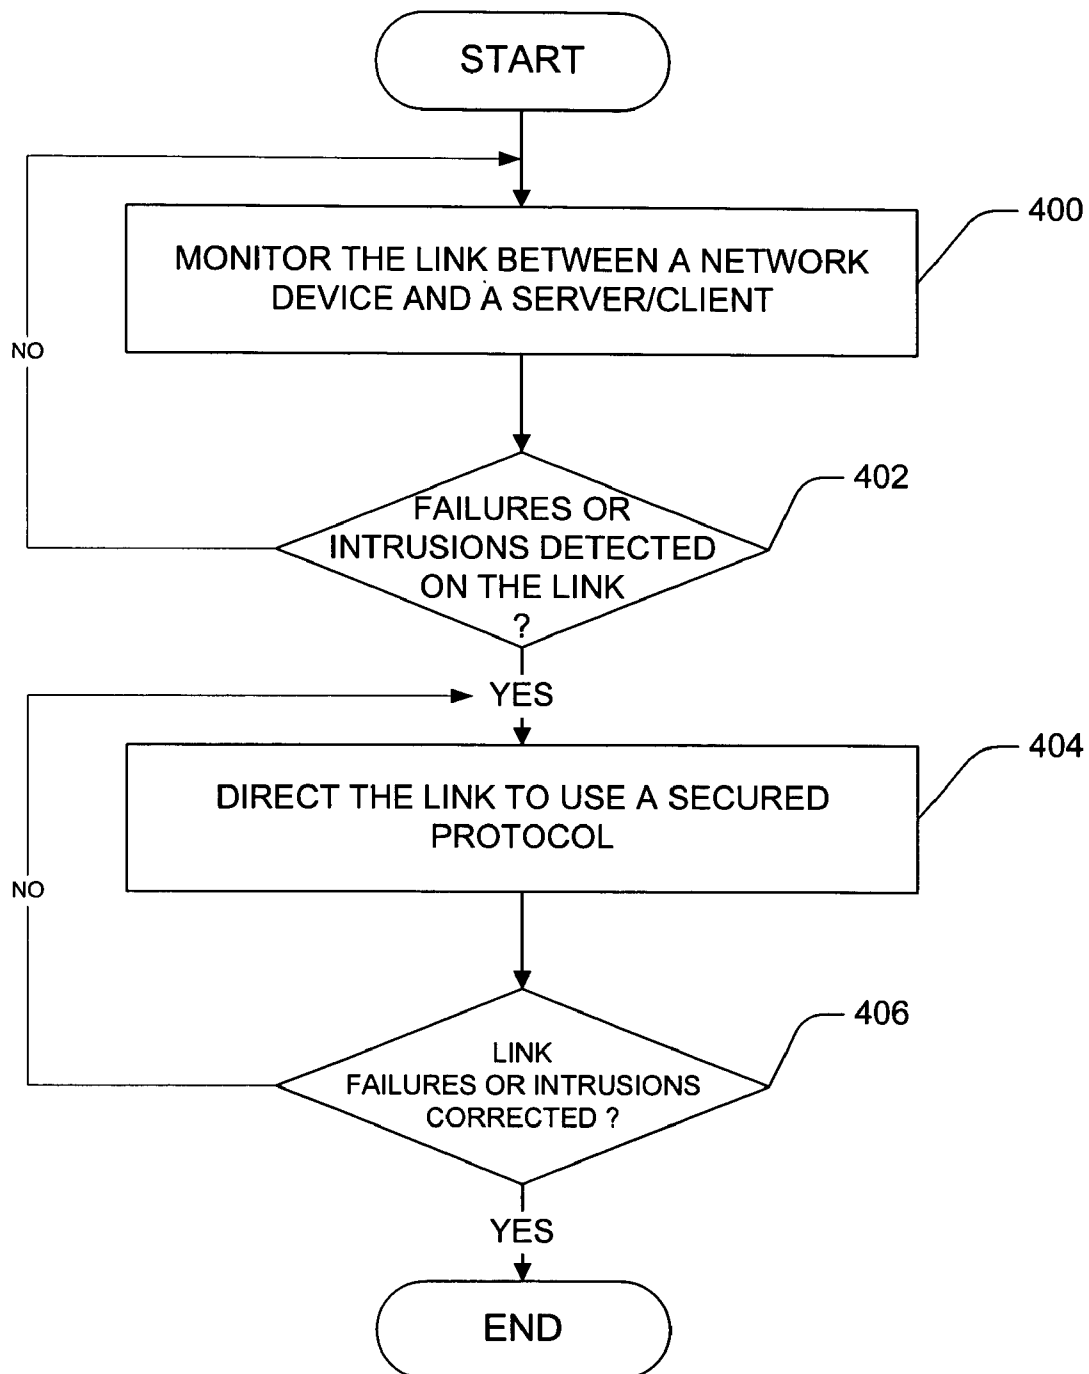 START
400
MONITOR THE LINK BETWEEN A NETWORK
DEVICE AND A SERVER/CLIENT
NO
402
FAILURES OR
INTRUSIONS DETECTED
ON THE LINK
?
YES
404
DIRECT THE LINK TO USE A SECURED
PROTOCOL
NO
406
LINK
FAILURES OR INTRUSIONS
CORRECTED ?
YES
END